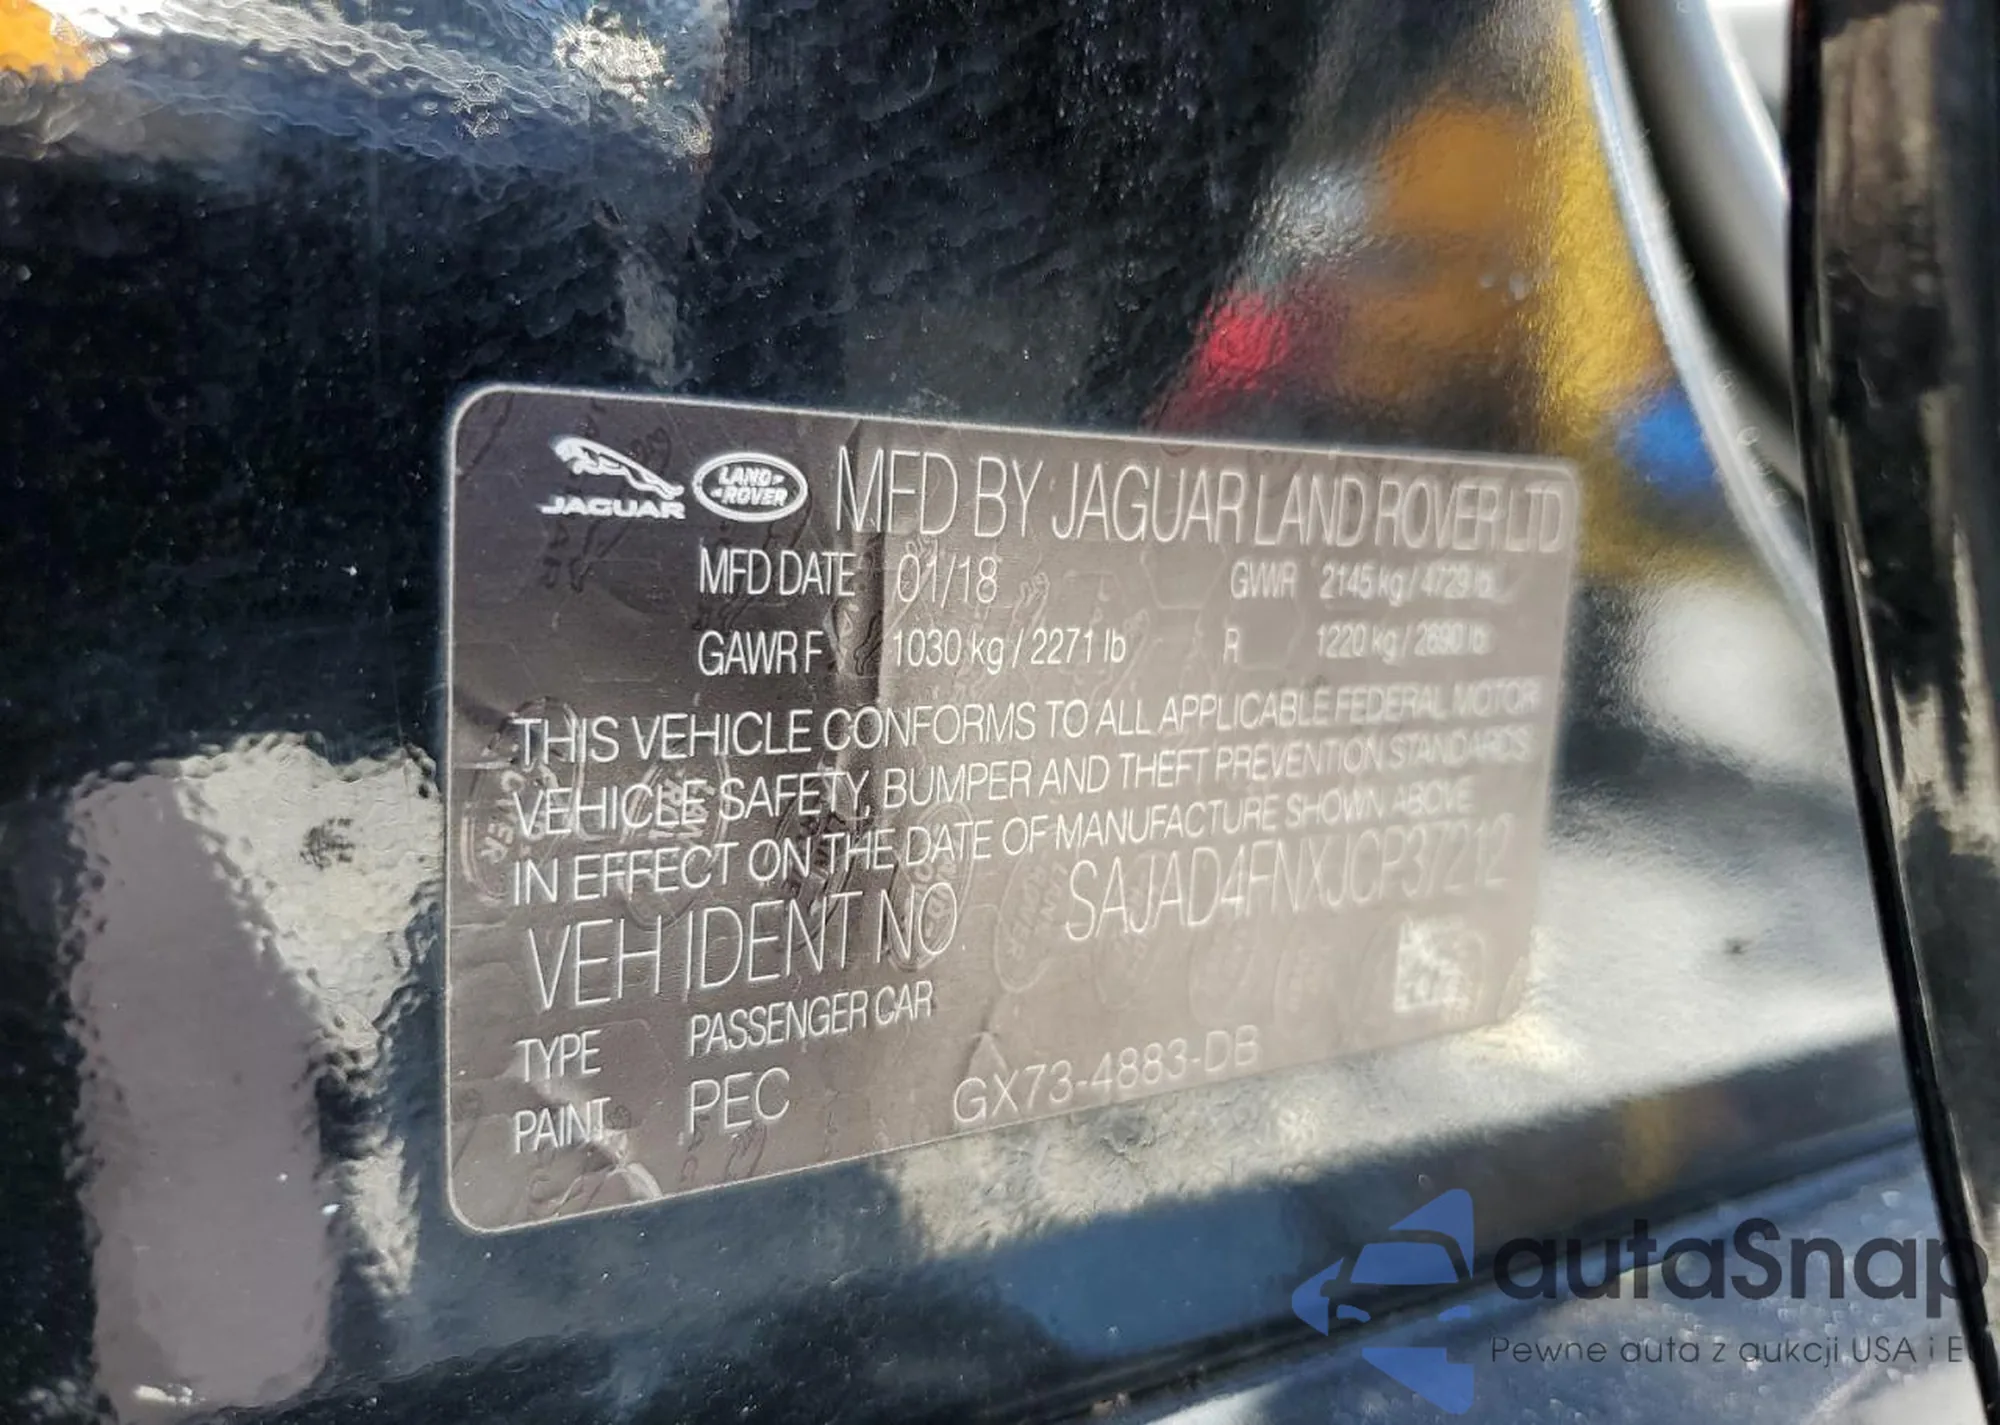 JAGUAR LAND ROVER MFD BY JAGUAR LAND ROVER LTD
MFD DATE 01/18 GVWR 2145 kg / 4729 lb
GAWR F 1030 kg / 2271 lb R 1220 kg / 2690 lb
THIS VEHICLE CONFORMS TO ALL APPLICABLE FEDERAL MOTOR
VEHICLE SAFETY, BUMPER AND THEFT PREVENTION STANDARDS
IN EFFECT ON THE DATE OF MANUFACTURE SHOWN ABOVE
VEH IDENT NO. SAJAD4FNXJCP37212
TYPE PASSENGER CAR
PAINT PEC GX73-4883-DB
autaSnap
Pewne auta z aukcji USA i E